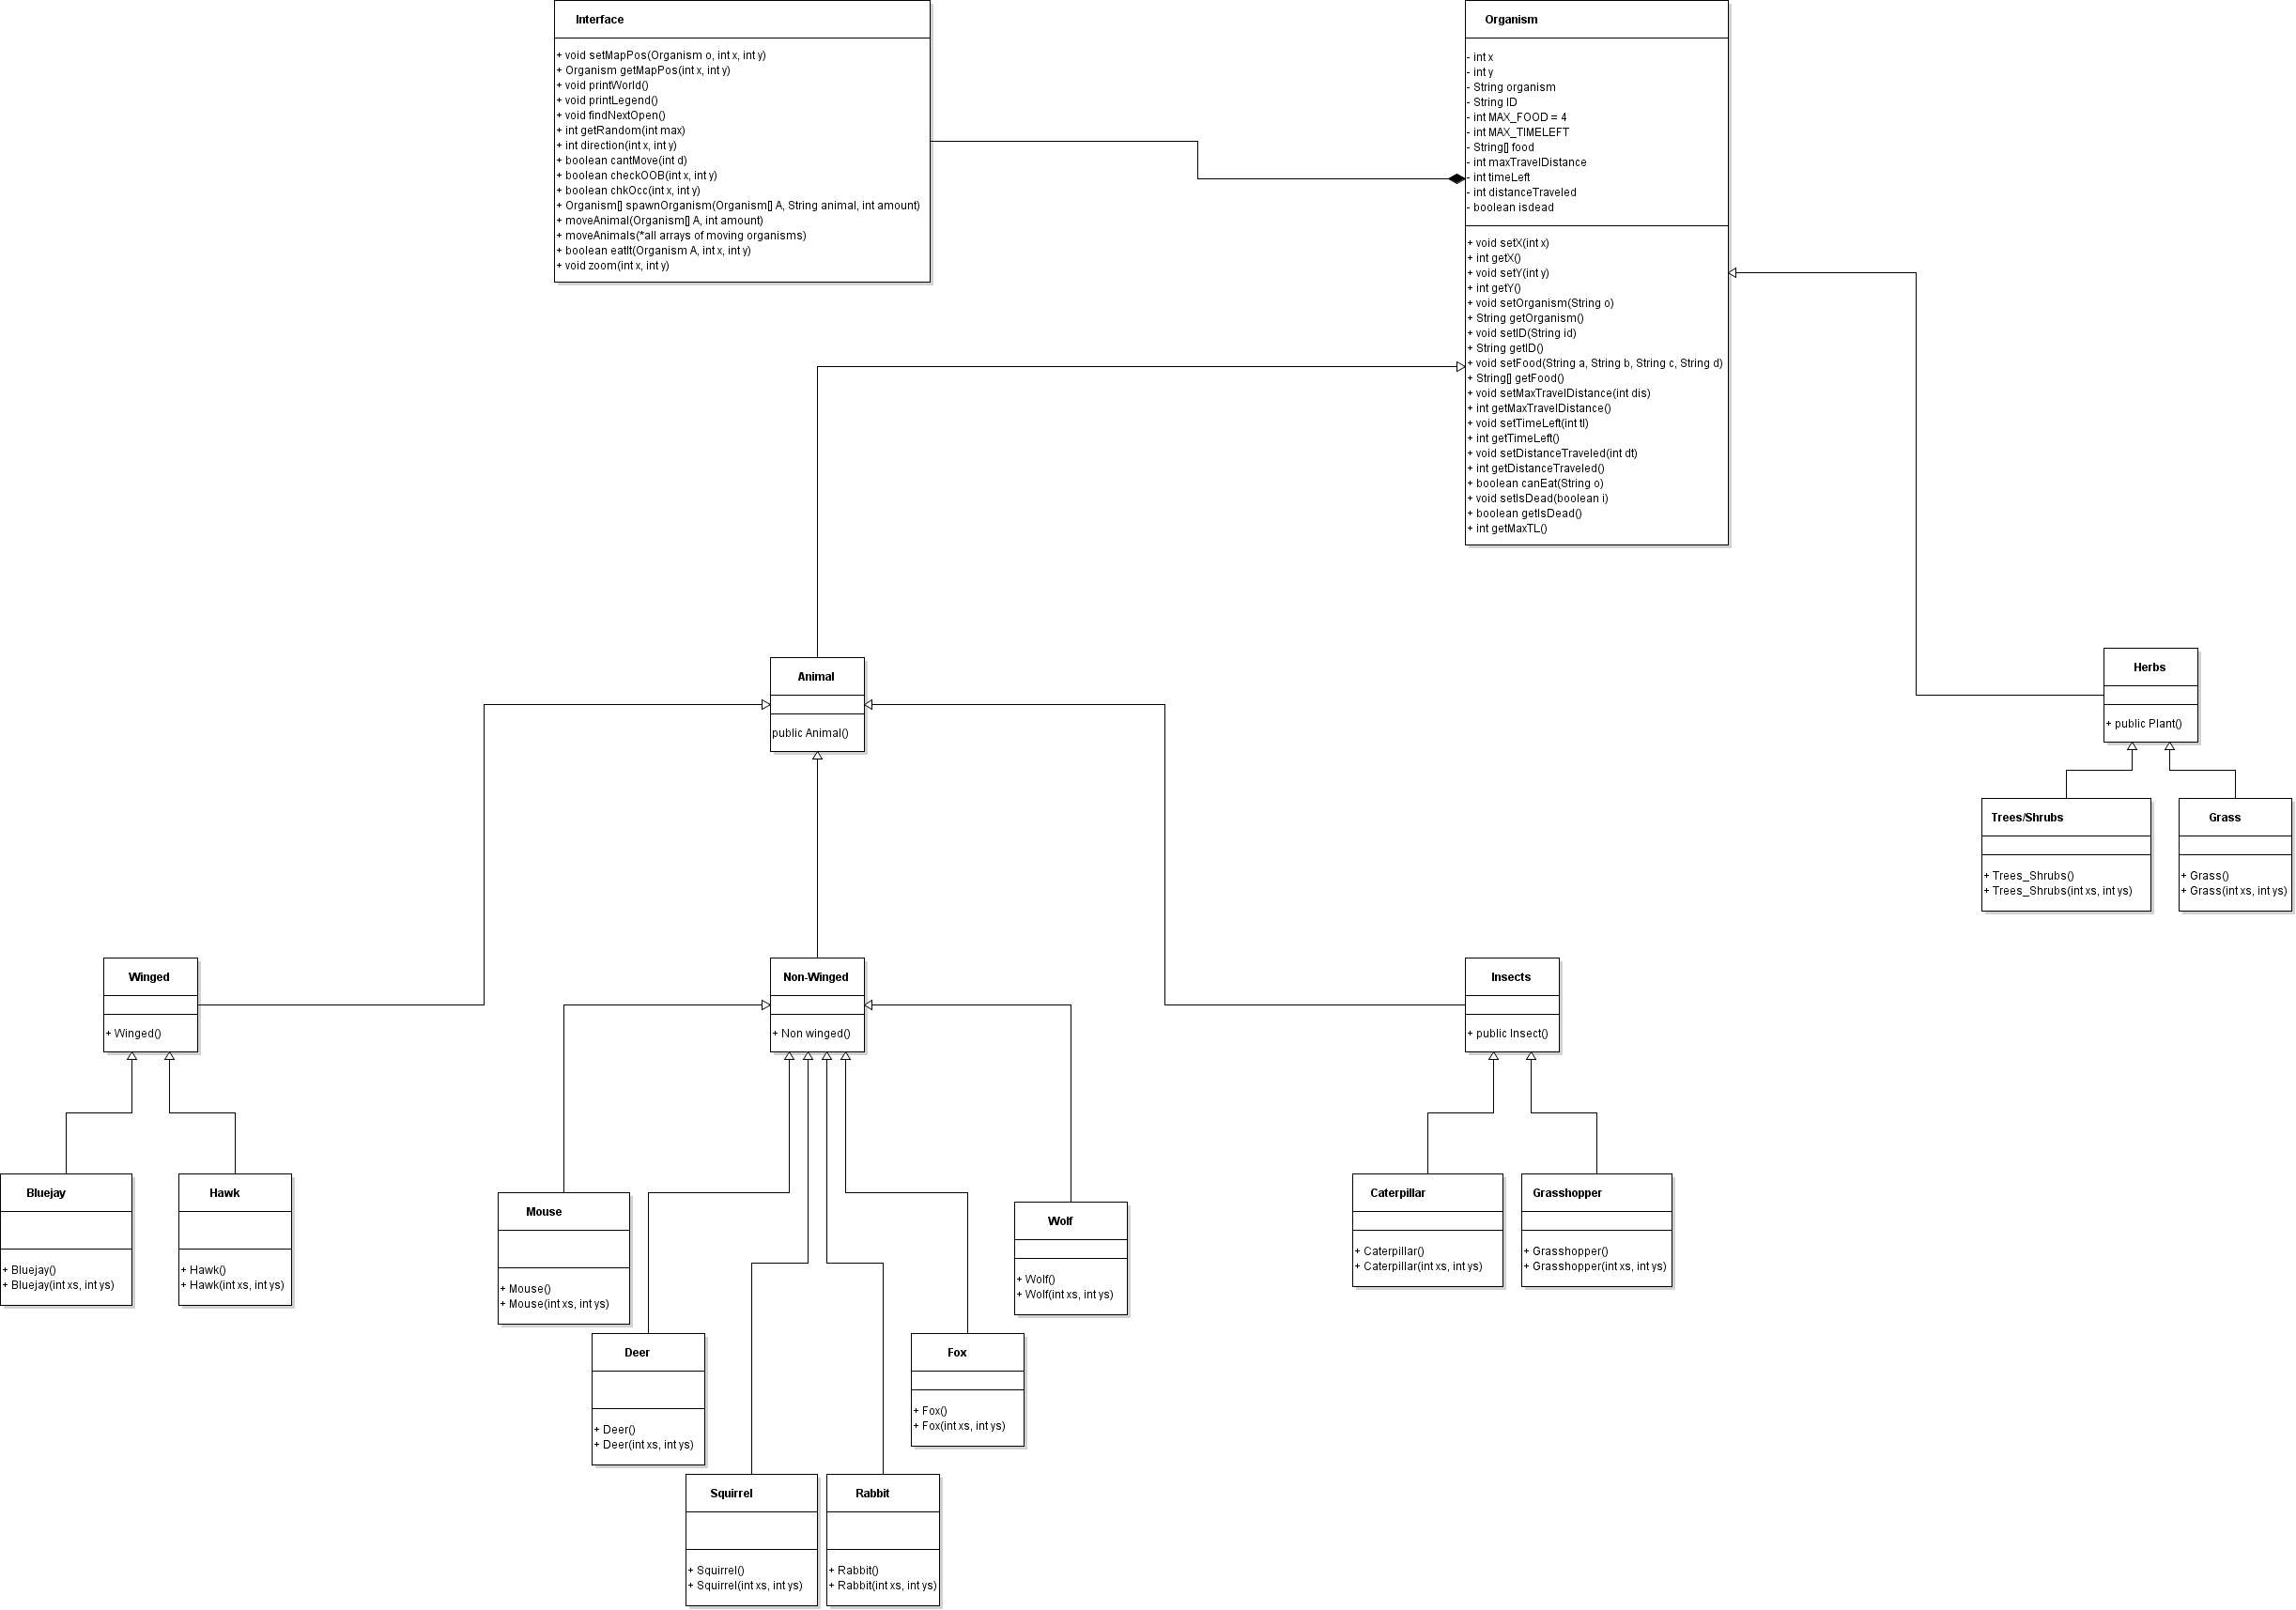 Interface
+ void setMapPos(Organism o, int x, int y)
+ Organism getMapPos(int x, int y)
+ void printWorld()
+ void printLegend()
+ void findNextOpen()
+ int getRandom(int max)
+ int direction(int x, int y)
+ boolean cantMove(int d)
+ boolean checkOOB(int x, int y)
+ boolean chkOcc(int x, int y)
+ Organism[] spawnOrganism(Organism[] A, String animal, int amount)
+ moveAnimal(Organism[] A, int amount)
+ moveAnimals(*all arrays of moving organisms)
+ boolean eatIt(Organism A, int x, int y)
+ void zoom(int x, int y)
Organism
- int x
- int y
- String organism
- String ID
- int MAX_FOOD = 4
- int MAX_TIMELEFT
- String[] food
- int maxTravelDistance
- int timeLeft
- int distanceTraveled
- boolean isdead
+ void setX(int x)
+ int getX()
+ void setY(int y)
+ int getY()
+ void setOrganism(String o)
+ String getOrganism()
+ void setID(String id)
+ String getID()
+ void setFood(String a, String b, String c, String d)
+ String[] getFood()
+ void setMaxTravelDistance(int dis)
+ int getMaxTravelDistance()
+ void setTimeLeft(int tl)
+ int getTimeLeft()
+ void setDistanceTraveled(int dt)
+ int getDistanceTraveled()
+ boolean canEat(String o)
+ void setIsDead(boolean i)
+ boolean getIsDead()
+ int getMaxTL()
Animal
public Animal()
Herbs
+ public Plant()
Trees/Shrubs
+ Trees_Shrubs()
+ Trees_Shrubs(int xs, int ys)
Grass
+ Grass()
+ Grass(int xs, int ys)
Winged
+ Winged()
Non-Winged
+ Non winged()
Insects
+ public Insect()
Bluejay
+ Bluejay()
+ Bluejay(int xs, int ys)
Hawk
+ Hawk()
+ Hawk(int xs, int ys)
Mouse
+ Mouse()
+ Mouse(int xs, int ys)
Deer
+ Deer()
+ Deer(int xs, int ys)
Squirrel
+ Squirrel()
+ Squirrel(int xs, int ys)
Rabbit
+ Rabbit()
+ Rabbit(int xs, int ys)
Fox
+ Fox()
+ Fox(int xs, int ys)
Wolf
+ Wolf()
+ Wolf(int xs, int ys)
Caterpillar
+ Caterpillar()
+ Caterpillar(int xs, int ys)
Grasshopper
+ Grasshopper()
+ Grasshopper(int xs, int ys)